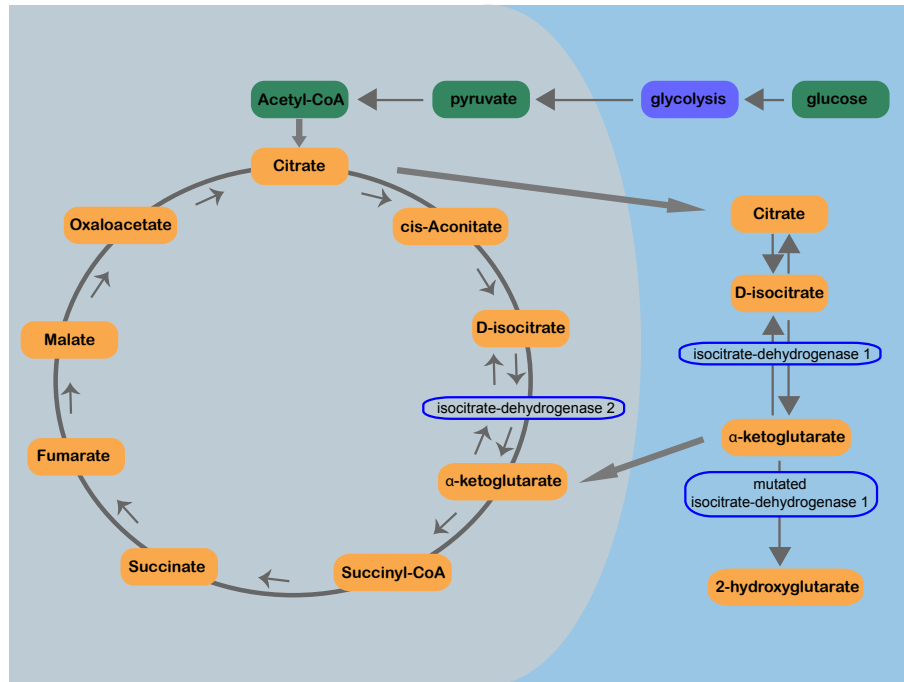 Acetyl-CoA
pyruvate
glycolysis
glucose
Citrate
Oxaloacetate
cis-Aconitate
Citrate
D-isocitrate
D-isocitrate
Malate
isocitrate-dehydrogenase 1
isocitrate-dehydrogenase 2
α-ketoglutarate
Fumarate
α-ketoglutarate
mutated
isocitrate-dehydrogenase 1
Succinate
Succinyl-CoA
2-hydroxyglutarate